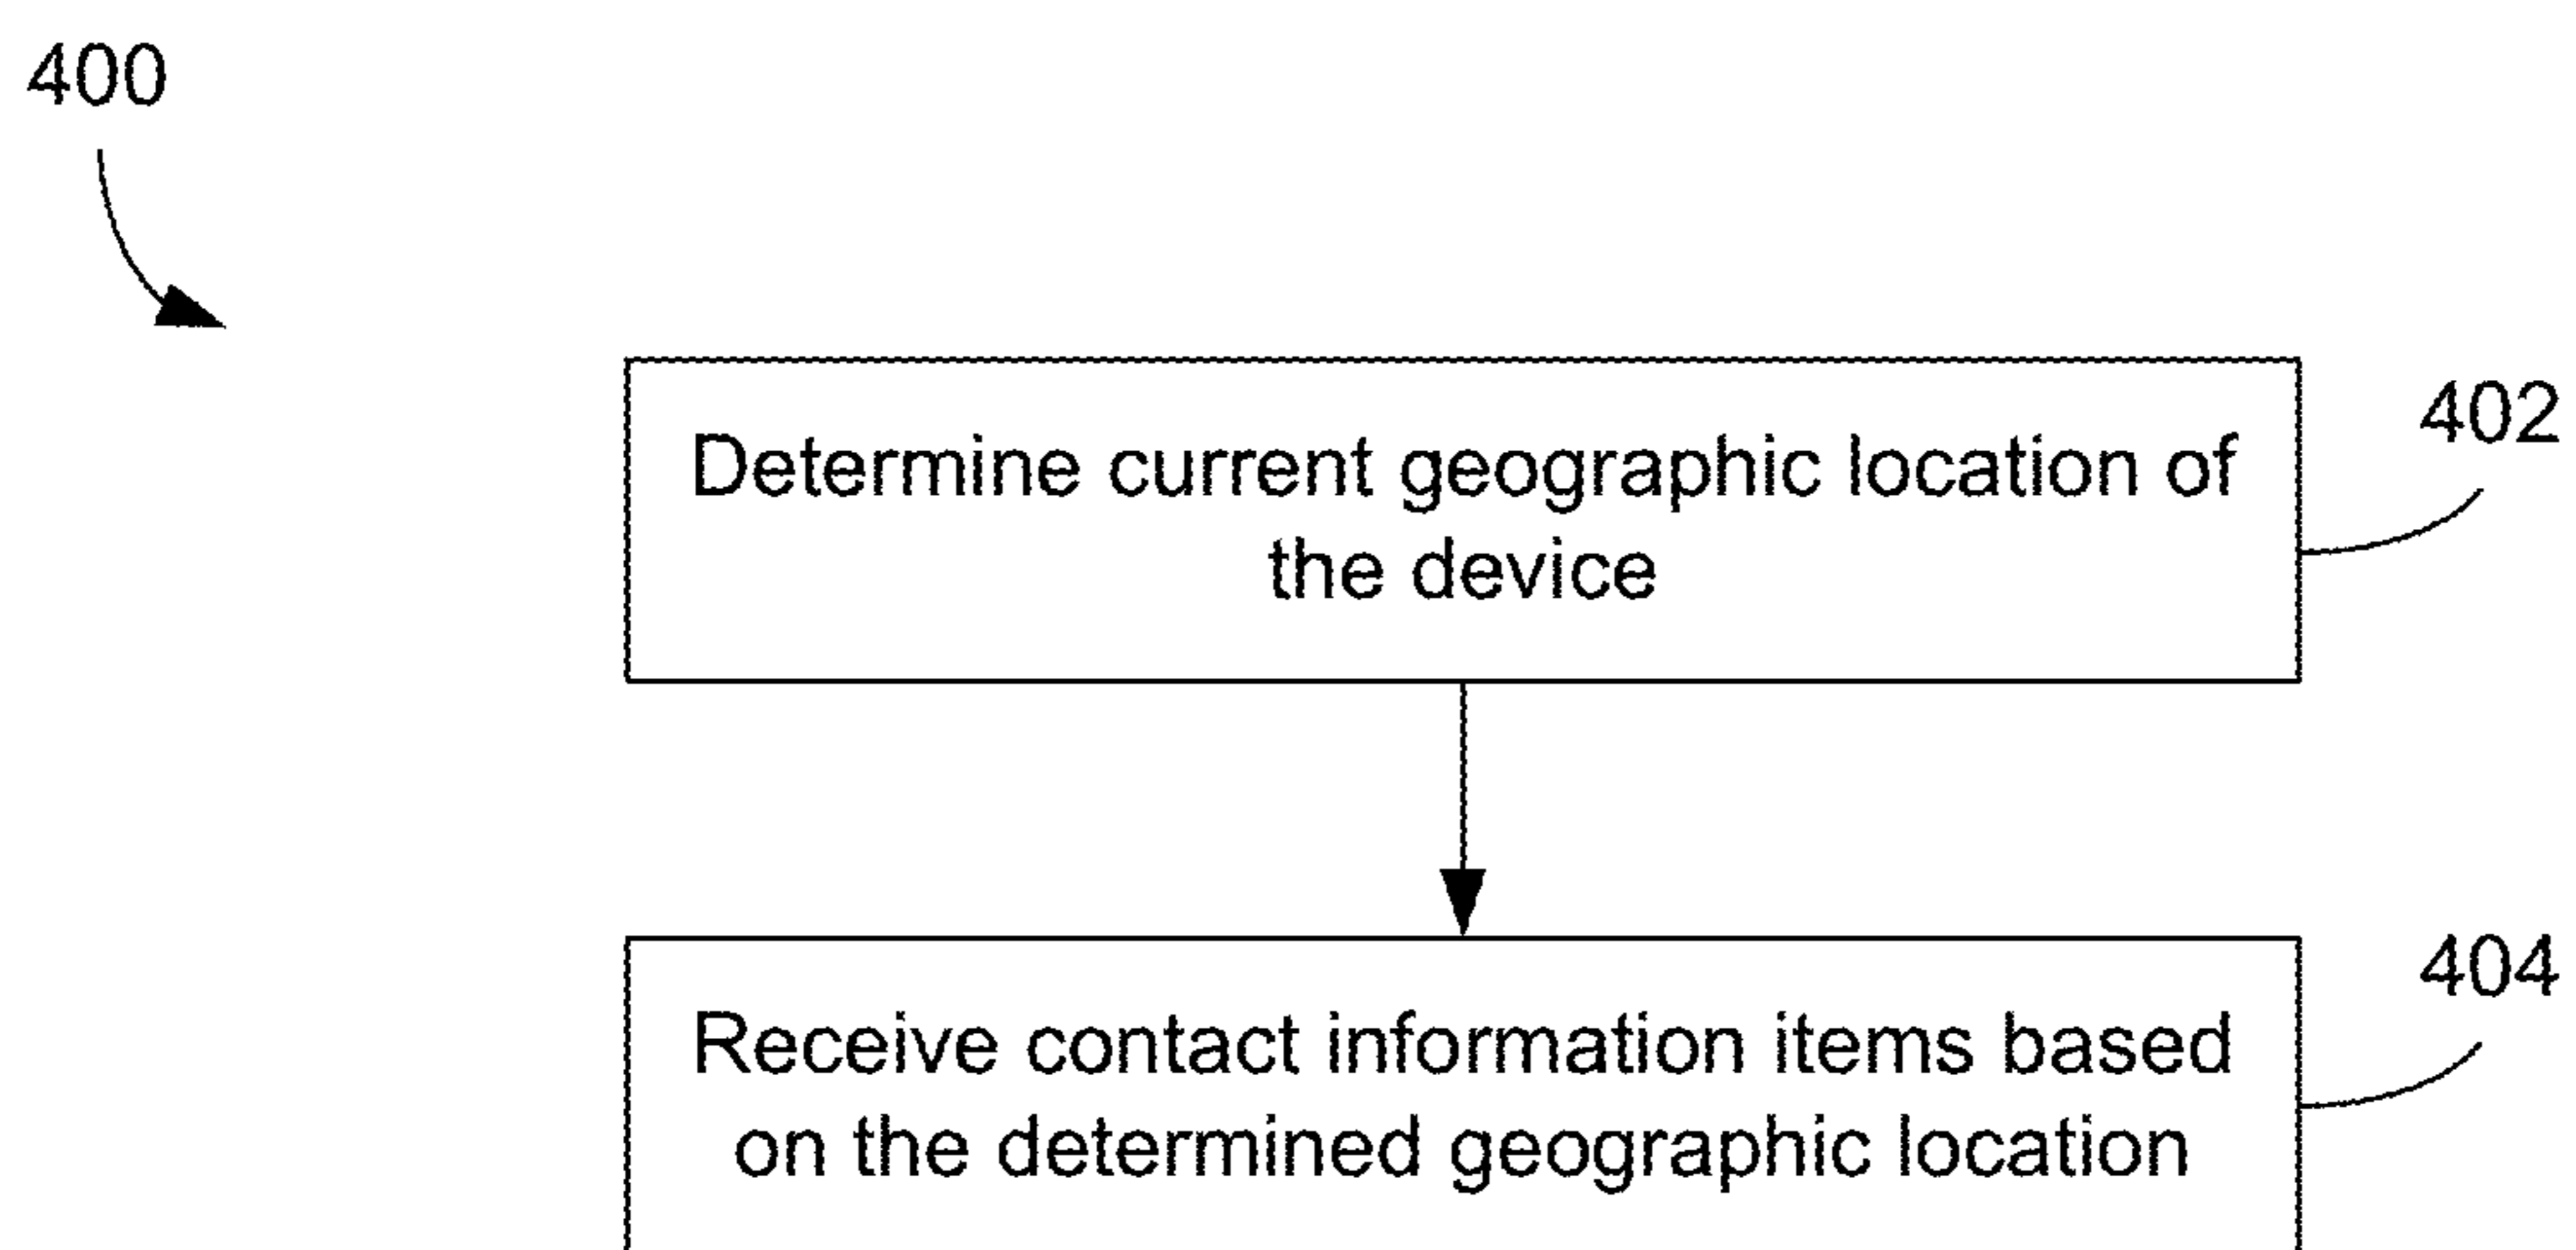 400
402
Determine current geographic location of
the device
404
Receive contact information items based
on the determined geographic location